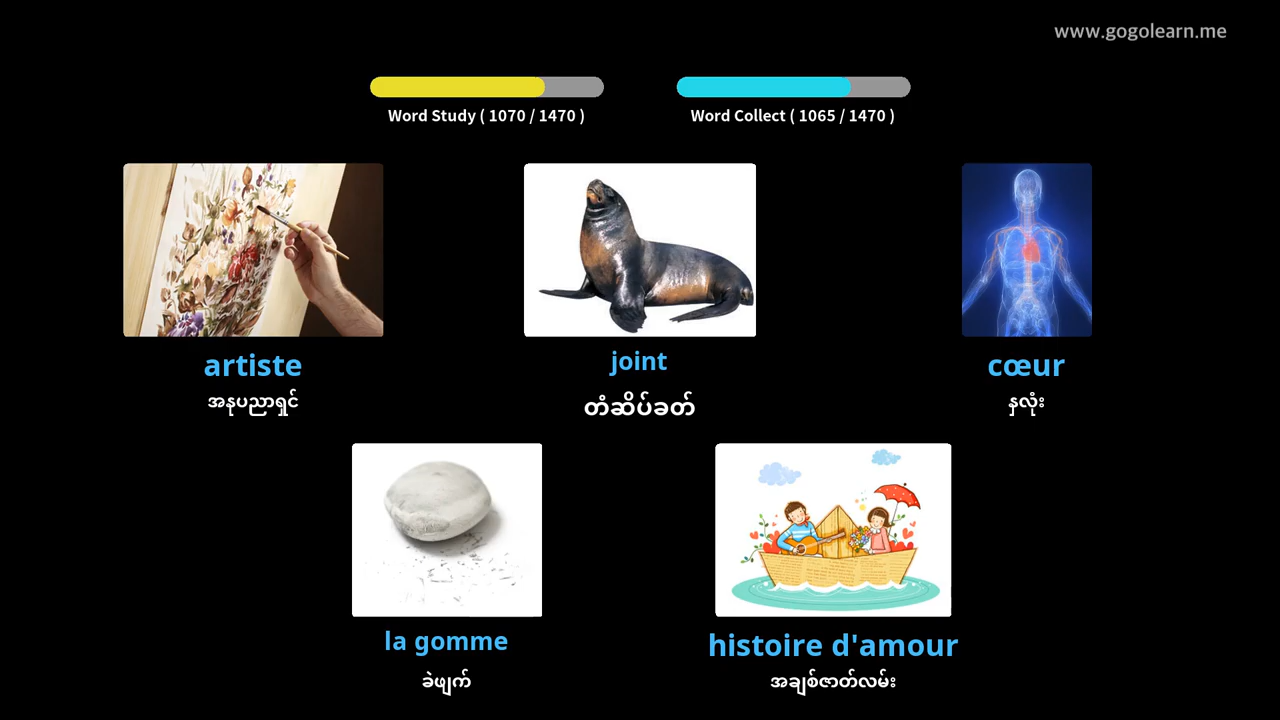 www.gogolearn.me
Word Study ( 1070 / 1470 )
Word Collect ( 1065 / 1470 )
artiste
အနုပညာရှင်
joint
တံဆိပ်ခတ်
cœur
နှလုံး
la gomme
ခဲဖျက်
histoire d'amour
အချစ်ဇာတ်လမ်း